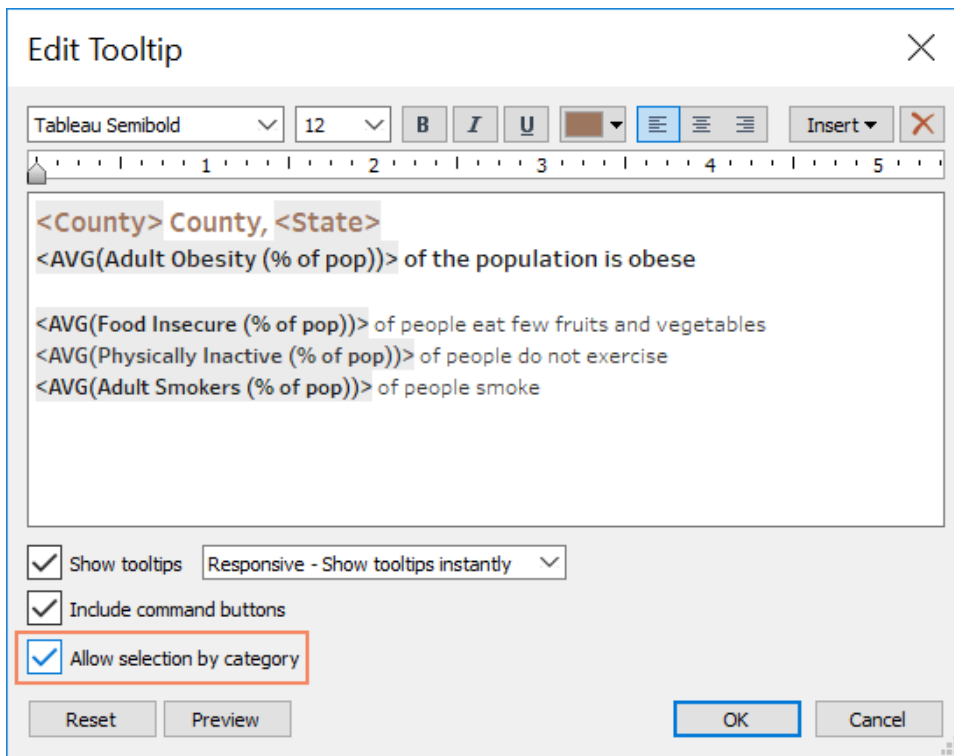 Edit Tooltip
Tableau Semibold 12 B I U Insert
1 2 3 4 5
<County> County, <State>
<AVG(Adult Obesity (% of pop))> of the population is obese
<AVG(Food Insecure (% of pop))> of people eat few fruits and vegetables
<AVG(Physically Inactive (% of pop))> of people do not exercise
<AVG(Adult Smokers (% of pop))> of people smoke
Show tooltips Responsive - Show tooltips instantly
Include command buttons
Allow selection by category
Reset Preview OK Cancel